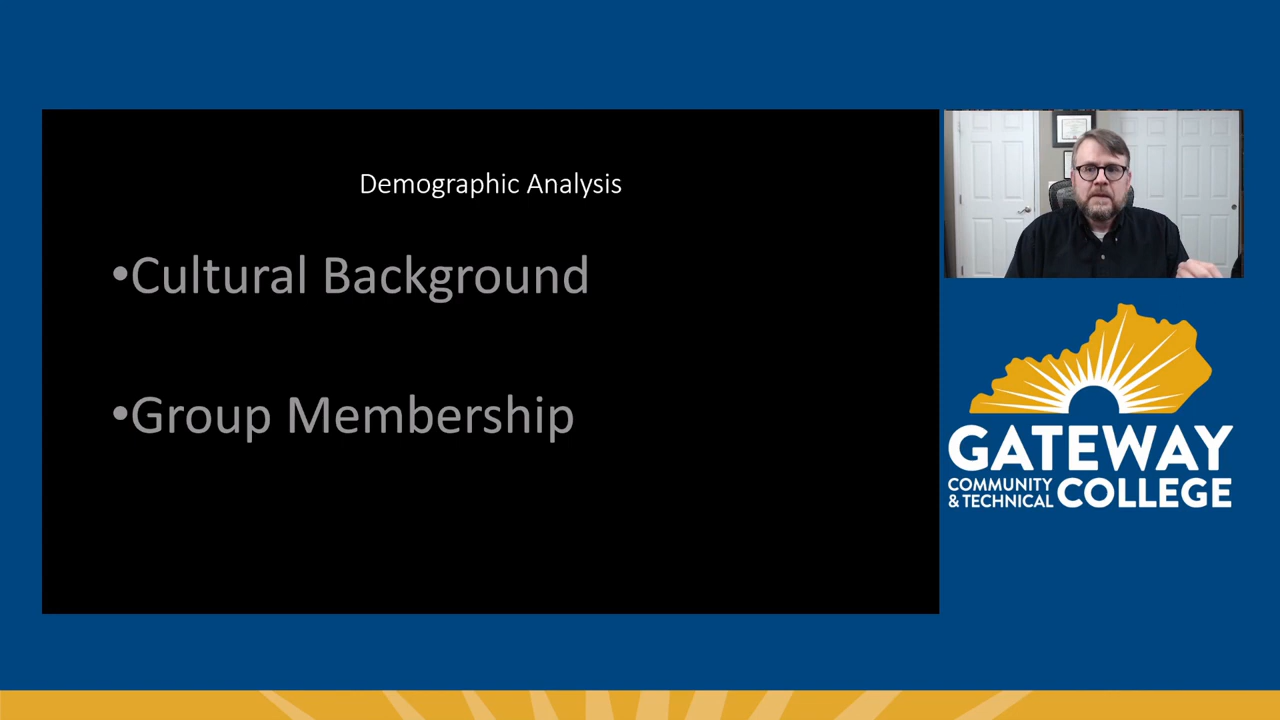 Demographic Analysis
•Cultural Background
•Group Membership
GATEWAY
COMMUNITY
& TECHNICAL
COLLEGE